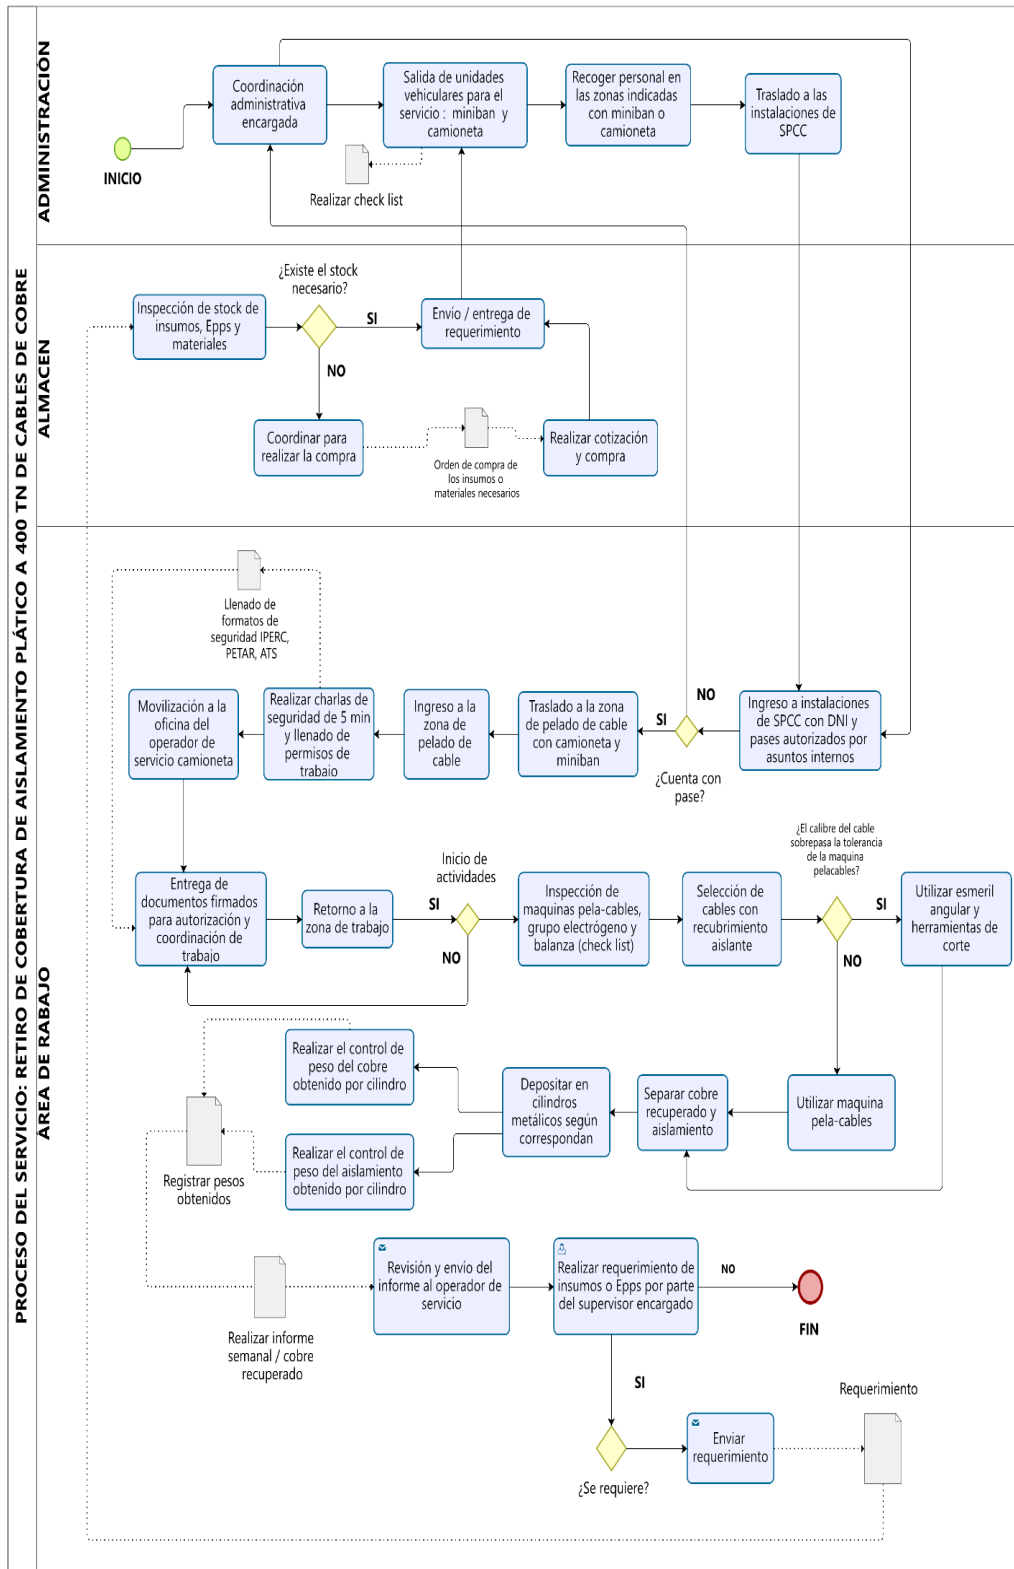 PROCESO DEL SERVICIO: RETIRO DE COBERTURA DE AISLAMIENTO PLÁTICO A 400 TN DE CABLES DE COBRE
ADMINISTRACIÓN
INICIO
Coordinación
administrativa
encargada
Salida de unidades
vehiculares para el
servicio : miniban y
camioneta
Recoger personal en
las zonas indicadas
con miniban o
camioneta
Traslado a las
instalaciones de
SPCC
Realizar check list
ALMACEN
Inspección de stock de
insumos, Epps y
materiales
¿Existe el stock
necesario?
SI
NO
Envío / entrega de
requerimiento
Coordinar para
realizar la compra
Orden de compra de
los insumos o
materiales necesarios
Realizar cotización
y compra
ÁREA DE RABAJO
Llenado de
formatos de
seguridad IPERC,
PETAR, ATS
Movilización a la
oficina del
operador de
servicio camioneta
Realizar charlas de
seguridad de 5 min
y llenado de
permisos de
trabajo
Ingreso a la
zona de
pelado de
cable
Traslado a la zona
de pelado de cable
con camioneta y
miniban
SI
NO
¿Cuenta con
pase?
Ingreso a instalaciones
de SPCC con DNI y
pases autorizados por
asuntos internos
Entrega de
documentos firmados
para autorización y
coordinación de
trabajo
Retorno a la
zona de trabajo
Inicio de
actividades
SI
NO
Inspección de
maquinas pela-cables,
grupo electrógeno y
balanza (check list)
Selección de
cables con
recubrimiento
aislante
¿El calibre del cable
sobrepasa la tolerancia
de la maquina
pelacables?
SI
NO
Utilizar esmeril
angular y
herramientas de
corte
Realizar el control de
peso del cobre
obtenido por cilindro
Depositar en
cilindros
metálicos según
correspondan
Separar cobre
recuperado y
aislamiento
Utilizar maquina
pela-cables
Registrar pesos
obtenidos
Realizar el control de
peso del aislamiento
obtenido por cilindro
Realizar informe
semanal / cobre
recuperado
Revisión y envío del
informe al operador de
servicio
Realizar requerimiento de
insumos o Epps por parte
del supervisor encargado
NO
FIN
SI
¿Se requiere?
Enviar
requerimiento
Requerimiento